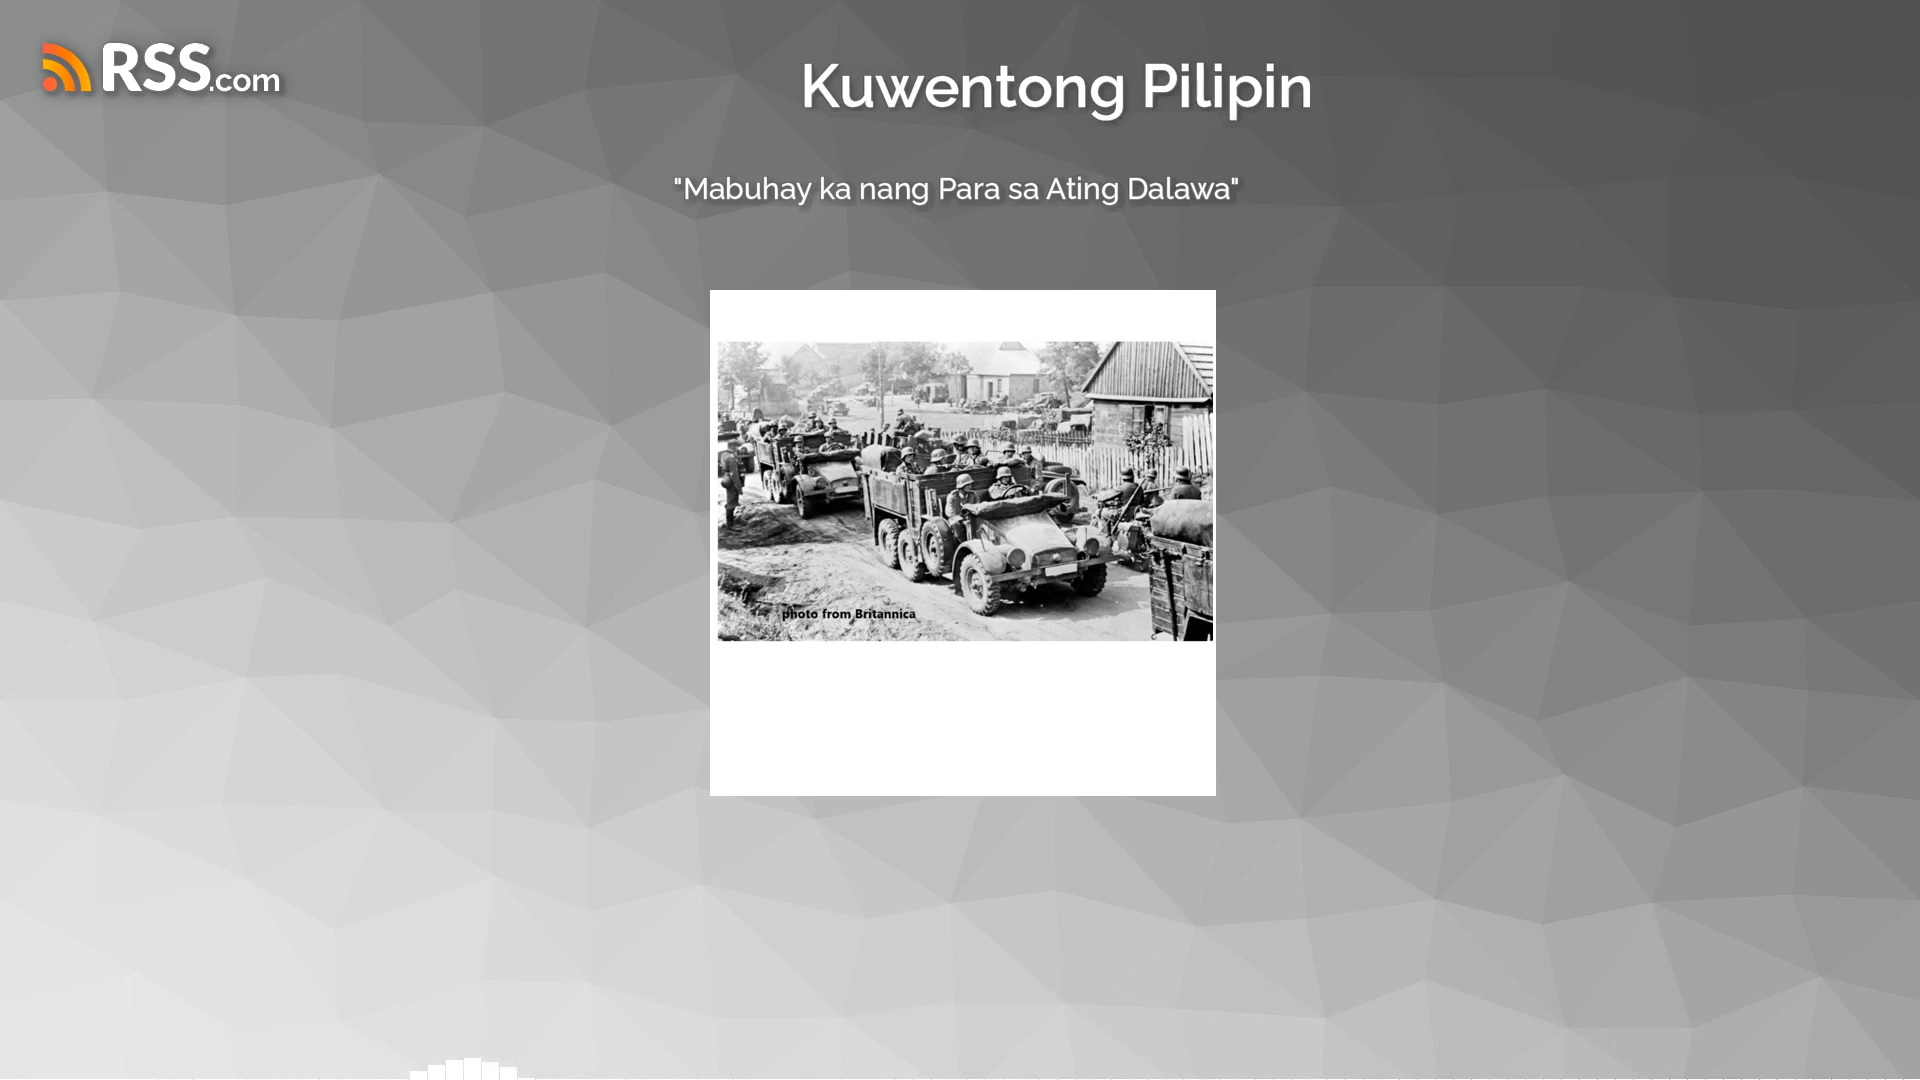 RSS.com
Kuwentong Pilipin
"Mabuhay ka nang Para sa Ating Dalawa"
photo from Britannica